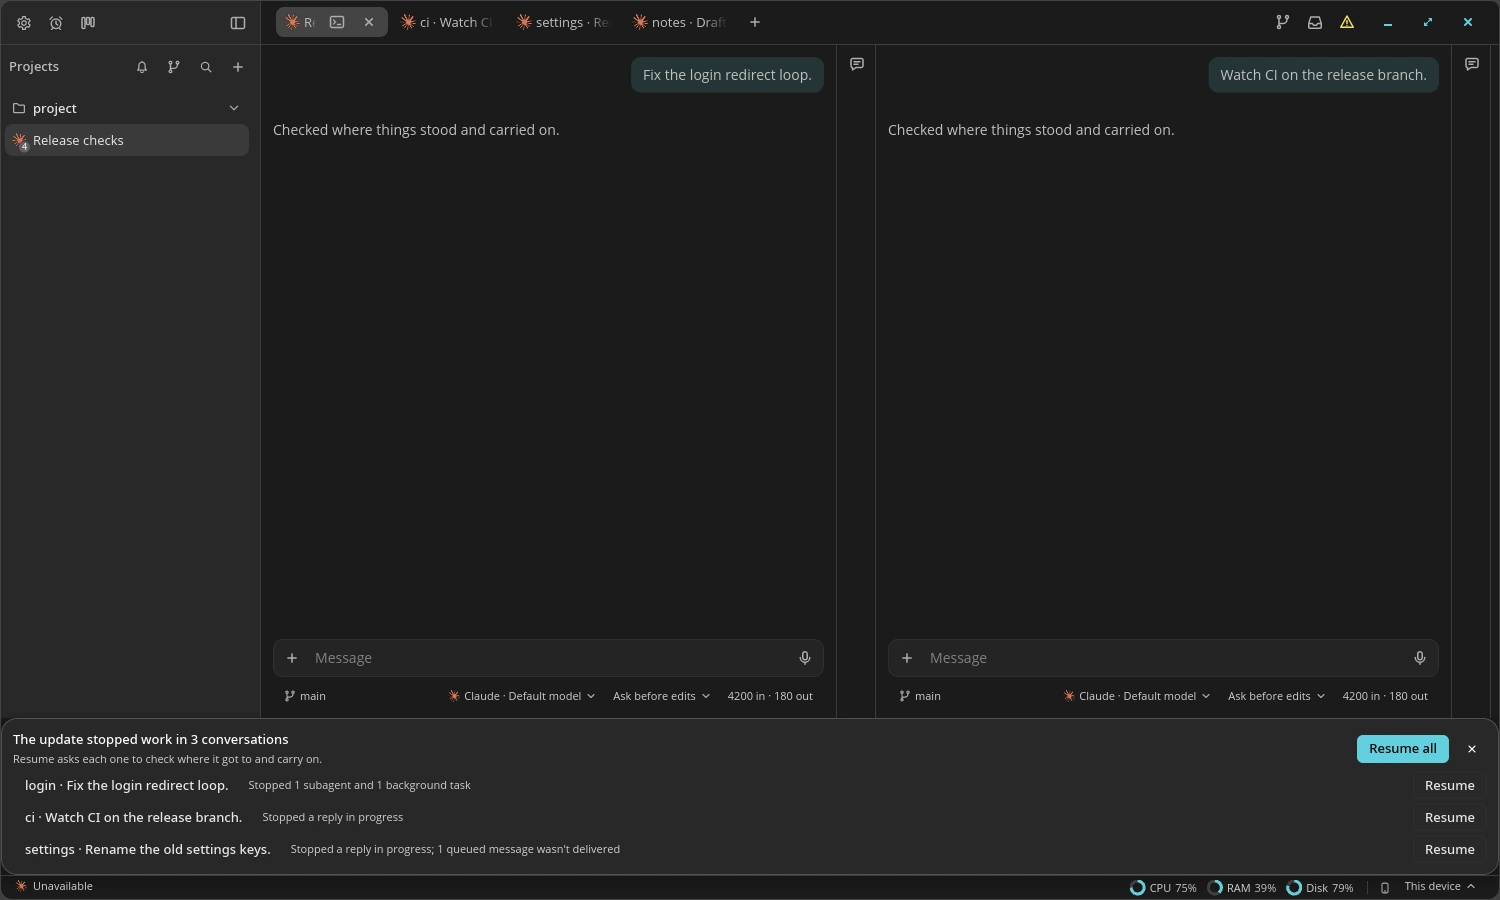 Re
ci · Watch CI
settings · Re
notes · Draft
Projects
project
4
Release checks
Fix the login redirect loop.
Checked where things stood and carried on.
Message
main
Claude · Default model
Ask before edits
4200 in · 180 out
Watch CI on the release branch.
Checked where things stood and carried on.
Message
main
Claude · Default model
Ask before edits
4200 in · 180 out
The update stopped work in 3 conversations
Resume asks each one to check where it got to and carry on.
Resume all
login · Fix the login redirect loop. Stopped 1 subagent and 1 background task Resume
ci · Watch CI on the release branch. Stopped a reply in progress Resume
settings · Rename the old settings keys. Stopped a reply in progress; 1 queued message wasn't delivered Resume
Unavailable
CPU 75% RAM 39% Disk 79% This device